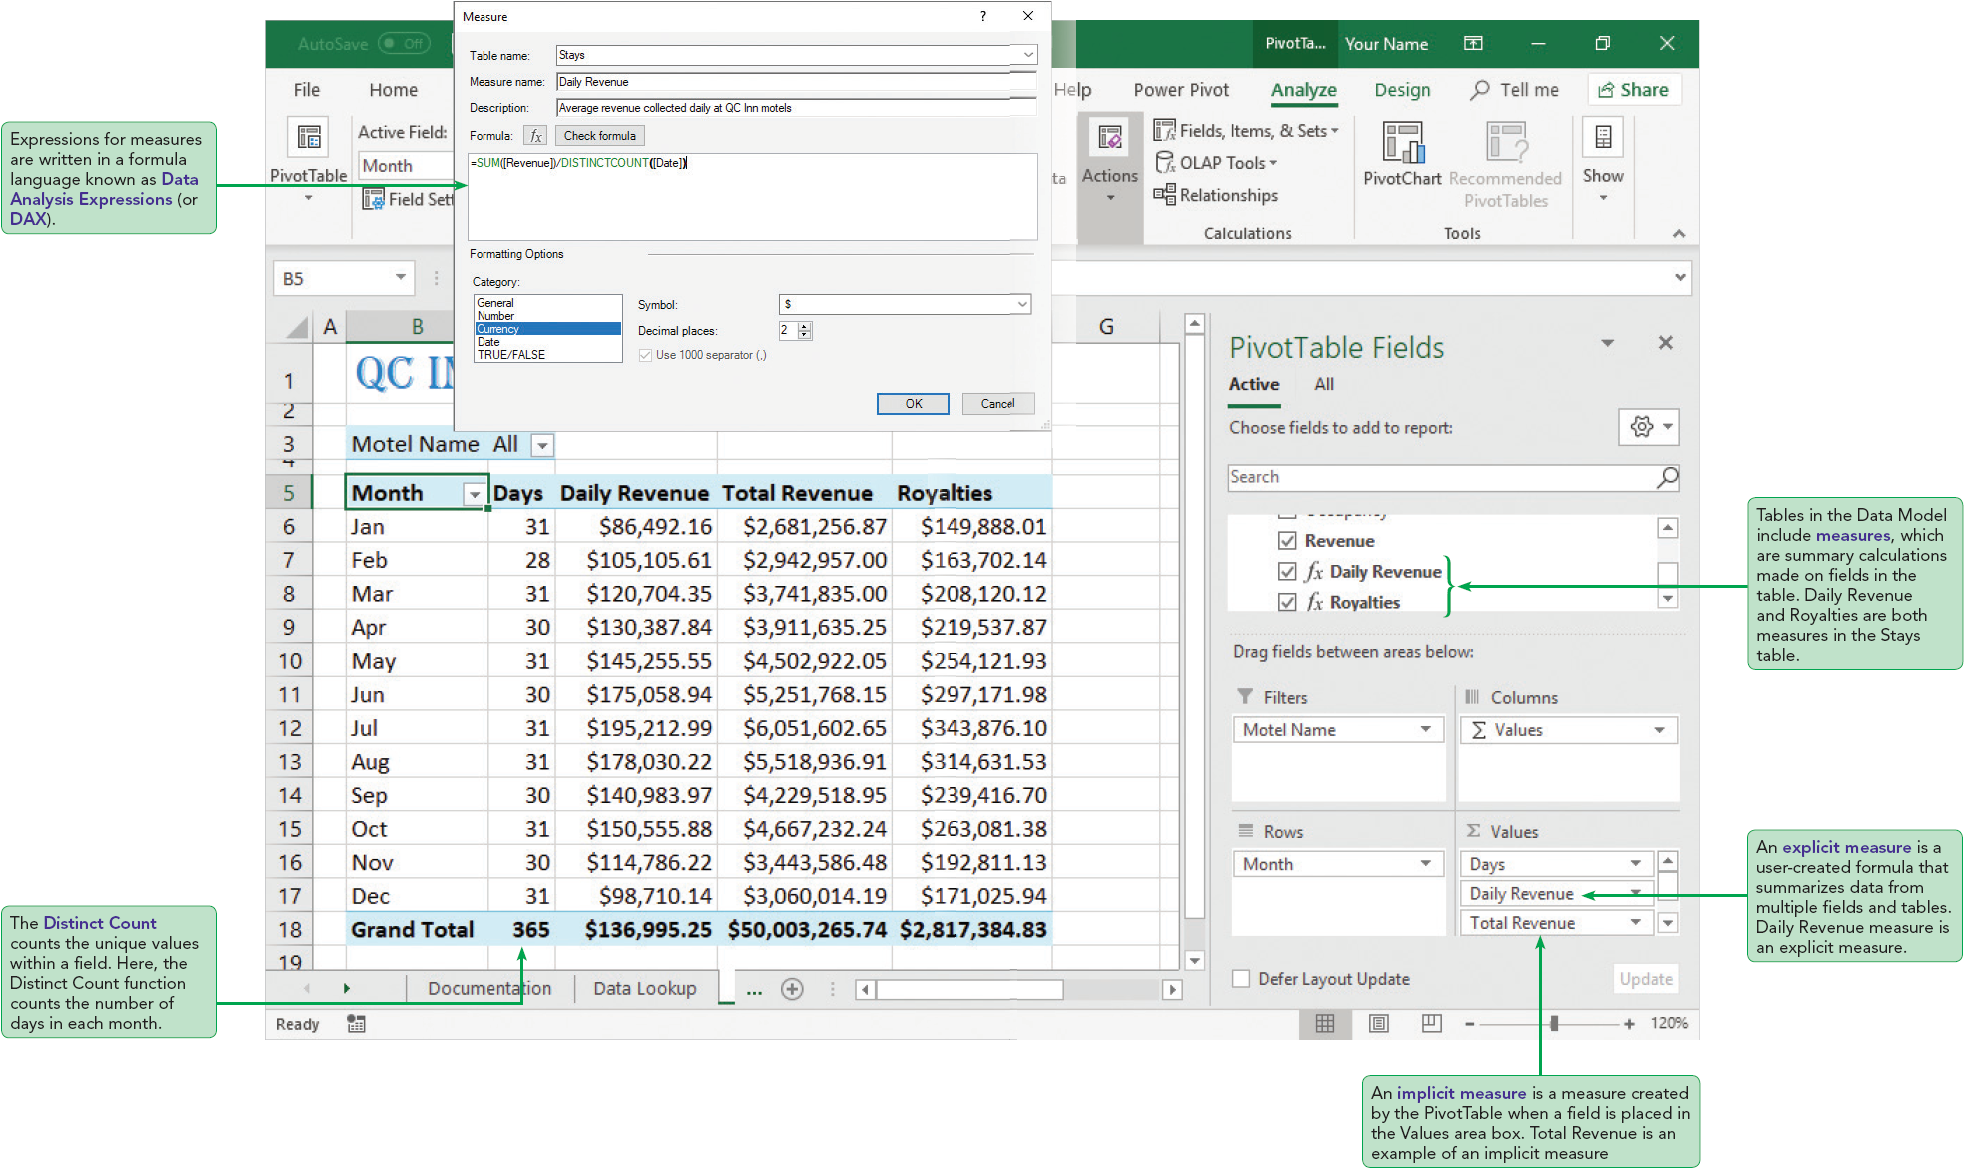 Measure ?
Table name: Stays
Measure name: Daily Revenue
Description: Average revenue collected daily at QC Inn motels
Formula: fx Check formula
=SUM([Revenue])/DISTINCTCOUNT([Date])
Formatting Options
Category:
General
Number
Currency
Date
TRUE/FALSE
Symbol: $
Decimal places: 2
Use 1000 separator (,)
OK Cancel
AutoSave Off
PivotTa... Your Name
File Home Help Power Pivot Analyze Design Tell me Share
PivotTable
Active Field:
Month
Field Sett
ta
Actions
Fields, Items, & Sets
OLAP Tools
Relationships
Calculations
PivotChart
Recommended
PivotTables
Tools
Show
B5
A B G
1 QC I
2
3 Motel Name All
4
5 Month Days Daily Revenue Total Revenue Royalties
6 Jan 31 $86,492.16 $2,681,256.87 $149,888.01
7 Feb 28 $105,105.61 $2,942,957.00 $163,702.14
8 Mar 31 $120,704.35 $3,741,835.00 $208,120.12
9 Apr 30 $130,387.84 $3,911,635.25 $219,537.87
10 May 31 $145,255.55 $4,502,922.05 $254,121.93
11 Jun 30 $175,058.94 $5,251,768.15 $297,171.98
12 Jul 31 $195,212.99 $6,051,602.65 $343,876.10
13 Aug 31 $178,030.22 $5,518,936.91 $314,631.53
14 Sep 30 $140,983.97 $4,229,518.95 $239,416.70
15 Oct 31 $150,555.88 $4,667,232.24 $263,081.38
16 Nov 30 $114,786.22 $3,443,586.48 $192,811.13
17 Dec 31 $98,710.14 $3,060,014.19 $171,025.94
18 Grand Total 365 $136,995.25 $50,003,265.74 $2,817,384.83
19
Documentation Data Lookup ...
Ready
120%
PivotTable Fields
Active All
Choose fields to add to report:
Search
Occupancy
Revenue
fx Daily Revenue
fx Royalties
Drag fields between areas below:
Filters
Motel Name
Columns
Σ Values
Rows
Month
Σ Values
Days
Daily Revenue
Total Revenue
Defer Layout Update Update
Expressions for measures
are written in a formula
language known as Data
Analysis Expressions (or
DAX).
The Distinct Count
counts the unique values
within a field. Here, the
Distinct Count function
counts the number of
days in each month.
Tables in the Data Model
include measures, which
are summary calculations
made on fields in the
table. Daily Revenue
and Royalties are both
measures in the Stays
table.
An explicit measure is a
user-created formula that
summarizes data from
multiple fields and tables.
Daily Revenue measure is
an explicit measure.
An implicit measure is a measure created
by the PivotTable when a field is placed in
the Values area box. Total Revenue is an
example of an implicit measure